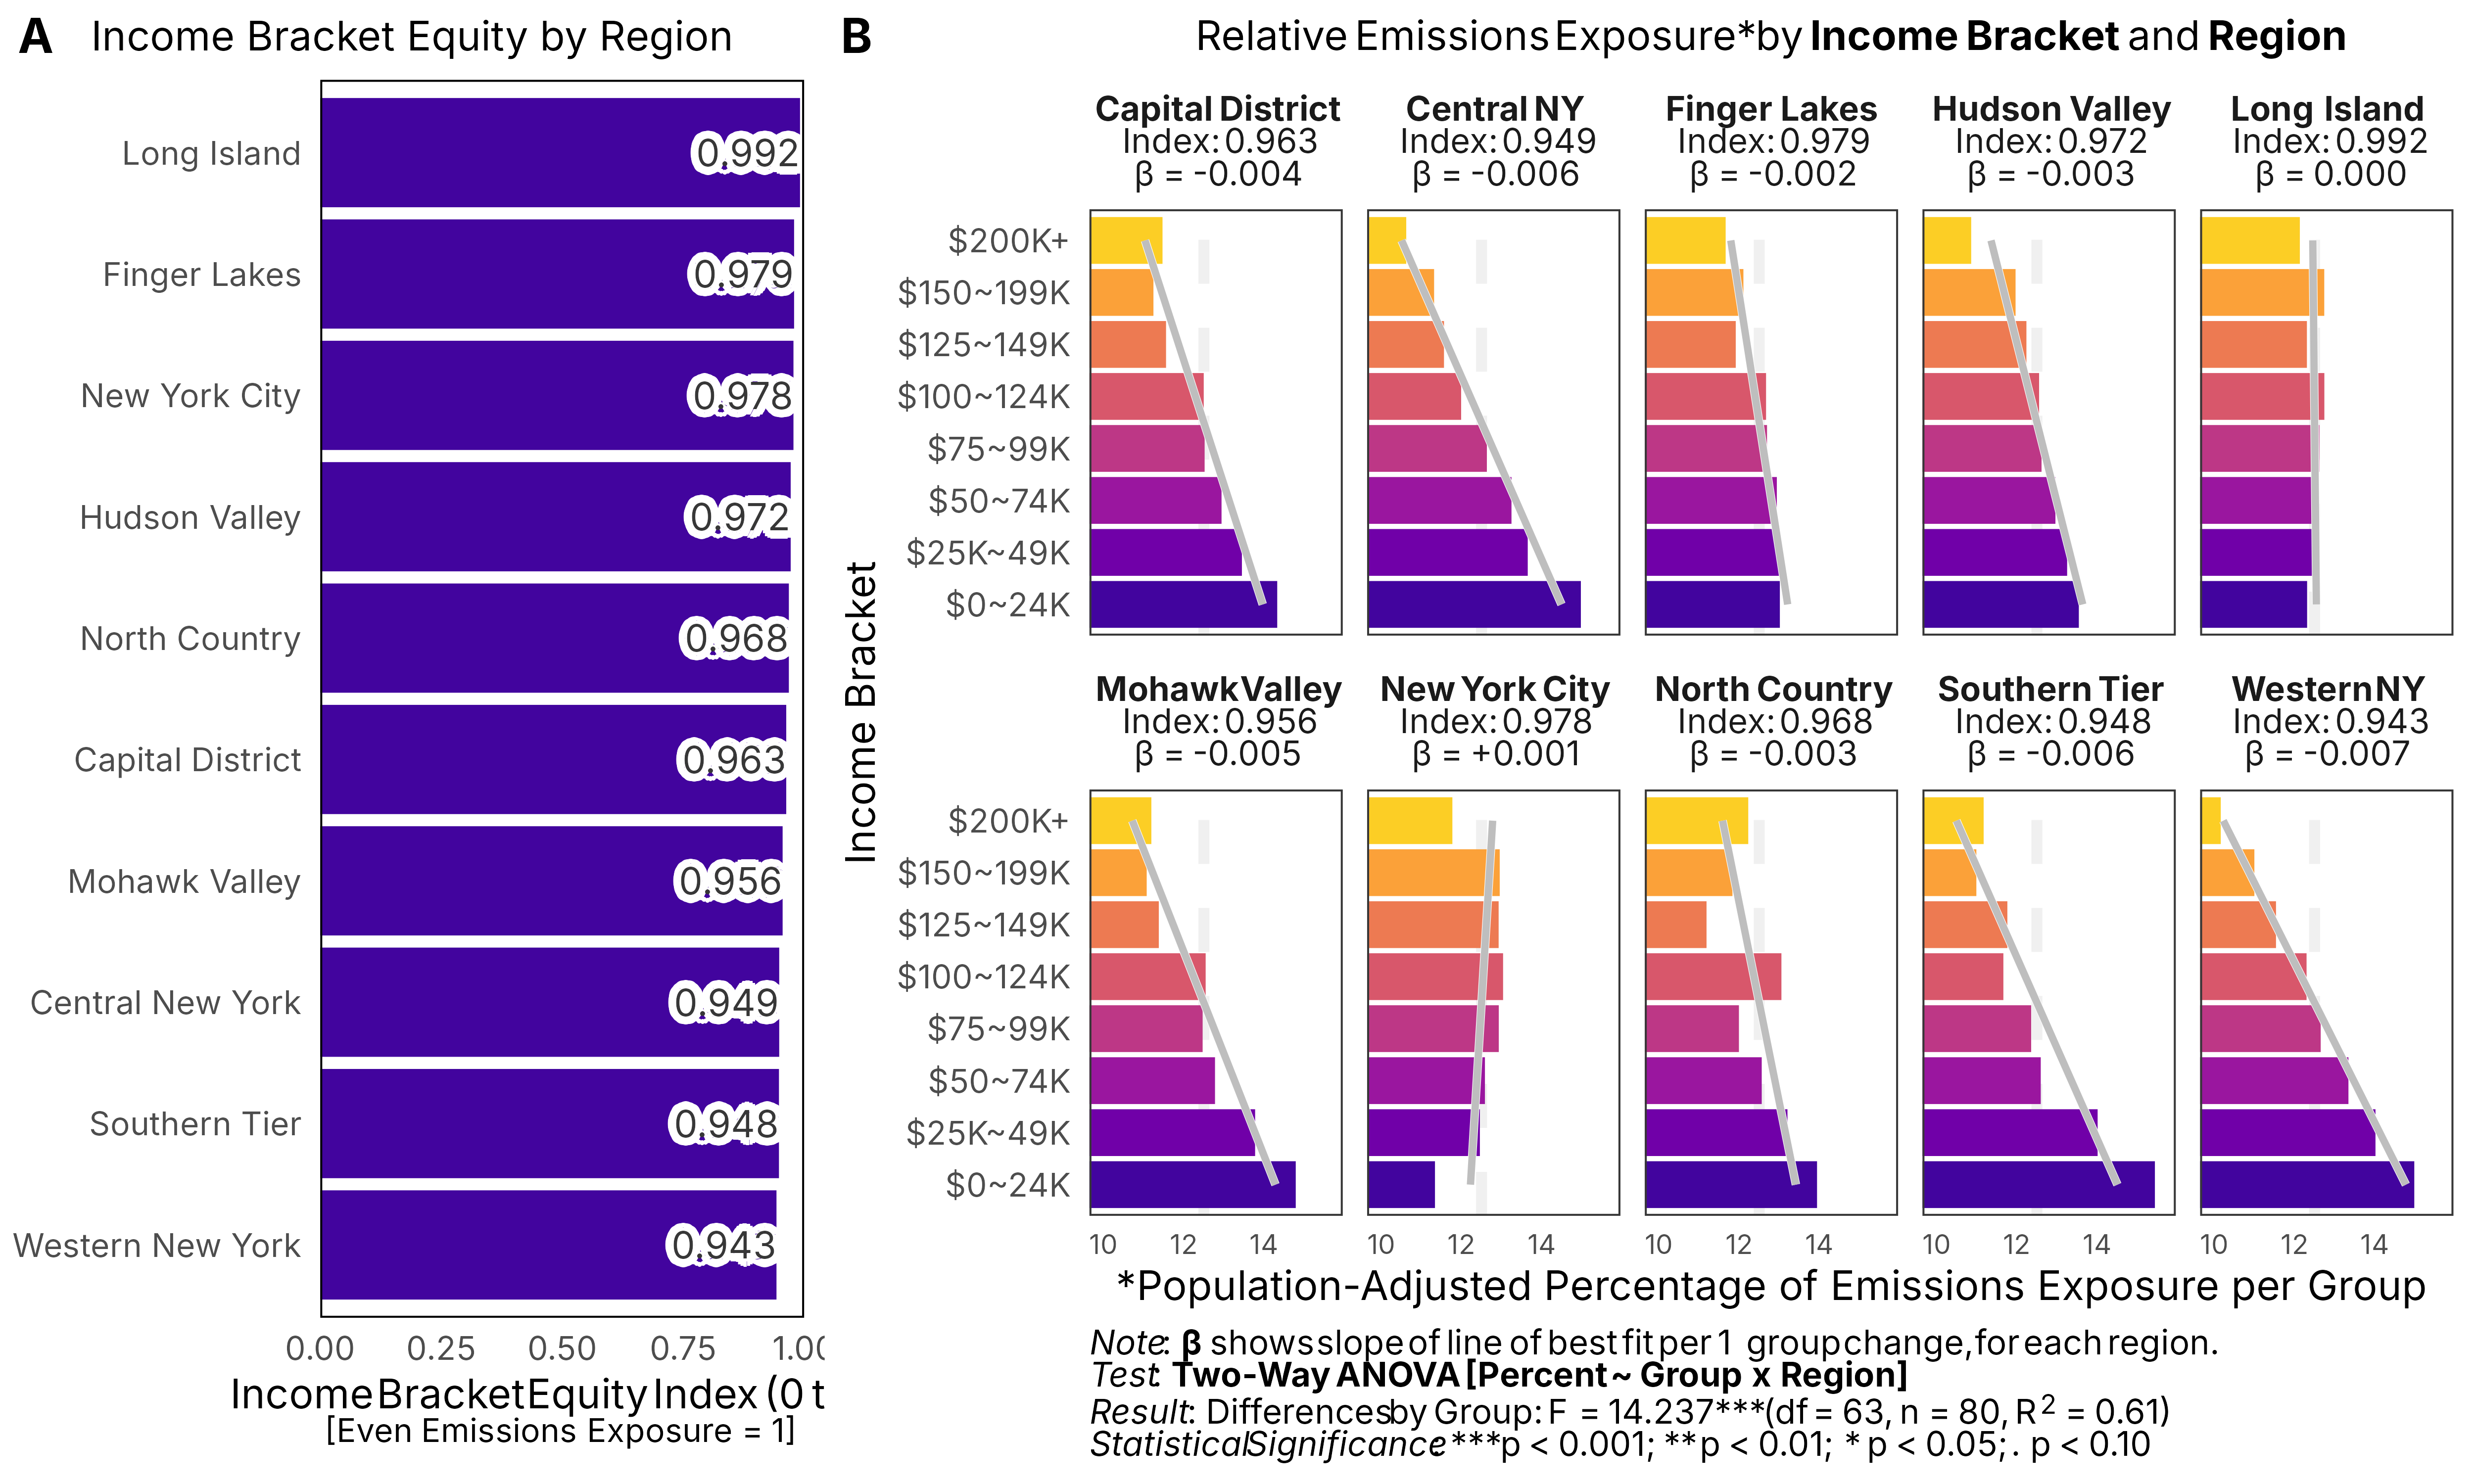 A Income Bracket Equity by Region
Long Island 0.992
Finger Lakes 0.979
New York City 0.978
Hudson Valley 0.972
North Country 0.968
Capital District 0.963
Mohawk Valley 0.956
Central New York 0.949
Southern Tier 0.948
Western New York 0.943
0.00 0.25 0.50 0.75 1.00
Income Bracket Equity Index (0 t
[Even Emissions Exposure = 1]
B Relative Emissions Exposure* by Income Bracket and Region
Capital District Central NY Finger Lakes Hudson Valley Long Island
Index: 0.963 Index: 0.949 Index: 0.979 Index: 0.972 Index: 0.992
β = -0.004 β = -0.006 β = -0.002 β = -0.003 β = 0.000
Income Bracket
$200K+
$150~199K
$125~149K
$100~124K
$75~99K
$50~74K
$25K~49K
$0~24K
Mohawk Valley New York City North Country Southern Tier Western NY
Index: 0.956 Index: 0.978 Index: 0.968 Index: 0.948 Index: 0.943
β = -0.005 β = +0.001 β = -0.003 β = -0.006 β = -0.007
$200K+
$150~199K
$125~149K
$100~124K
$75~99K
$50~74K
$25K~49K
$0~24K
10 12 14 10 12 14 10 12 14 10 12 14 10 12 14
*Population-Adjusted Percentage of Emissions Exposure per Group
Note: β shows slope of line of best fit per 1 group change, for each region.
Test: Two-Way ANOVA [Percent ~ Group x Region]
Result: Differences by Group: F = 14.237*** (df = 63, n = 80, R² = 0.61)
Statistical Significance: *** p < 0.001; ** p < 0.01; * p < 0.05; . p < 0.10